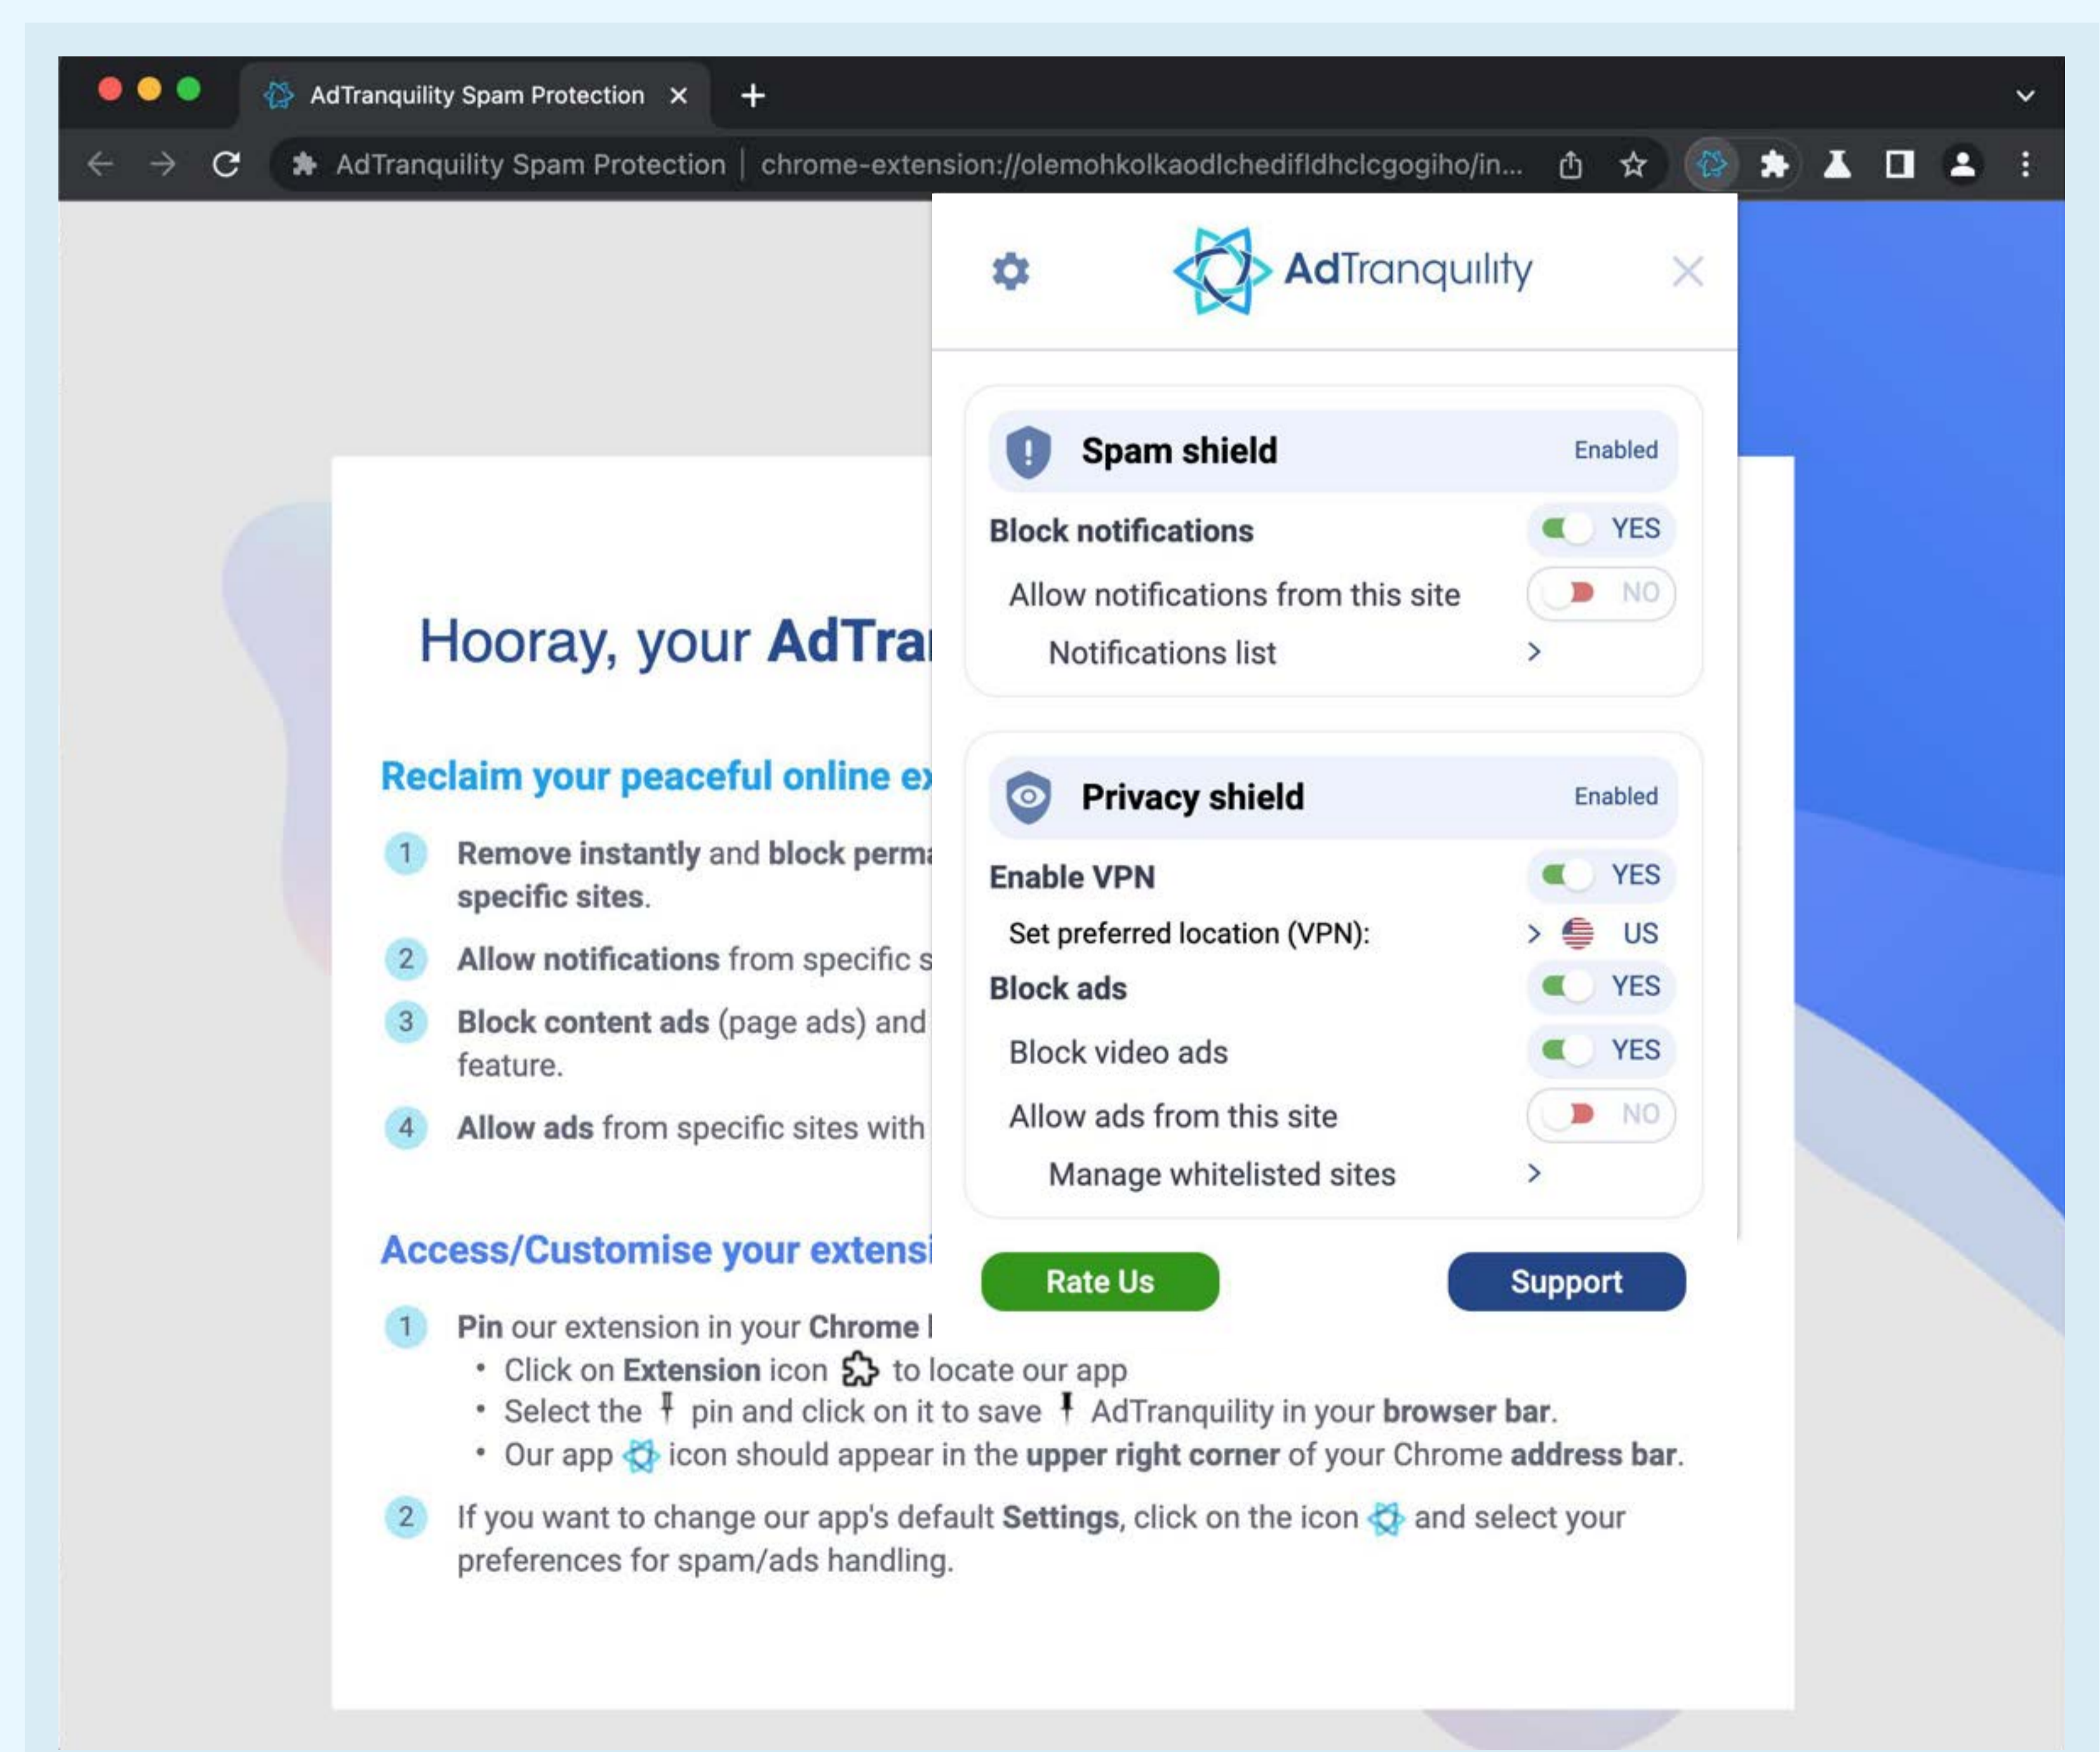 AdTranquility Spam Protection
AdTranquility Spam Protection | chrome-extension://olemohkolkaodlchedifldhclcgogiho/in...
AdTranquility
Spam shield Enabled
Block notifications YES
Allow notifications from this site NO
Notifications list
Privacy shield Enabled
Enable VPN YES
Set preferred location (VPN): US
Block ads YES
Block video ads YES
Allow ads from this site NO
Manage whitelisted sites
Rate Us Support
Hooray, your AdTra
Reclaim your peaceful online
1 Remove instantly and block
specific sites.
2 Allow notifications from specific
3 Block content ads (page ads) and
feature.
4 Allow ads from specific sites with
Access/Customise your extensi
1 Pin our extension in your Chrome
• Click on Extension icon to locate our app
• Select the pin and click on it to save AdTranquility in your browser bar.
• Our app icon should appear in the upper right corner of your Chrome address bar.
2 If you want to change our app's default Settings, click on the icon and select your
preferences for spam/ads handling.